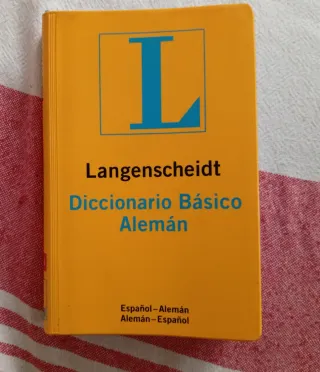 L
Langenscheidt
Diccionario Básico
Alemán
Español–Alemán
Alemán–Español